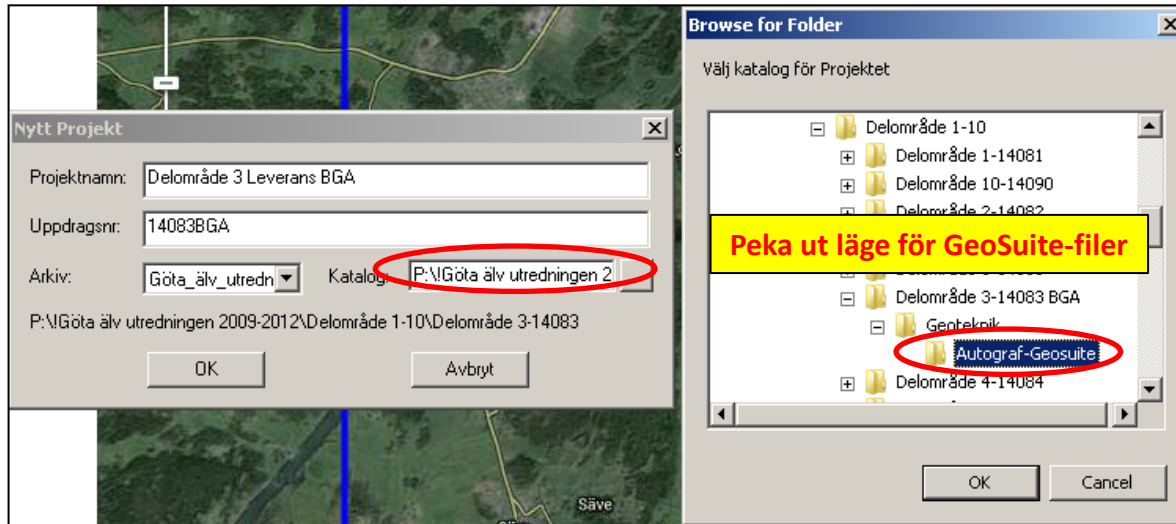 Nytt Projekt
Projektnamn: Delområde 3 Leverans BGA
Uppdragsnr: 14083BGA
Arkiv: Göta_älv_utredn Katalog: P:\!Göta älv utredningen 2
P:\!Göta älv utredningen 2009-2012\Delområde 1-10\Delområde 3-14083
OK Avbryt
Säve
Browse for Folder
Välj katalog för Projektet
Delområde 1-10
Delområde 1-14081
Delområde 10-14090
Delområde 2-14082
Peka ut läge för GeoSuite-filer
Delområde 3-14083 BGA
Geoteknik
Autograf-Geosuite
Delområde 4-14084
OK Cancel